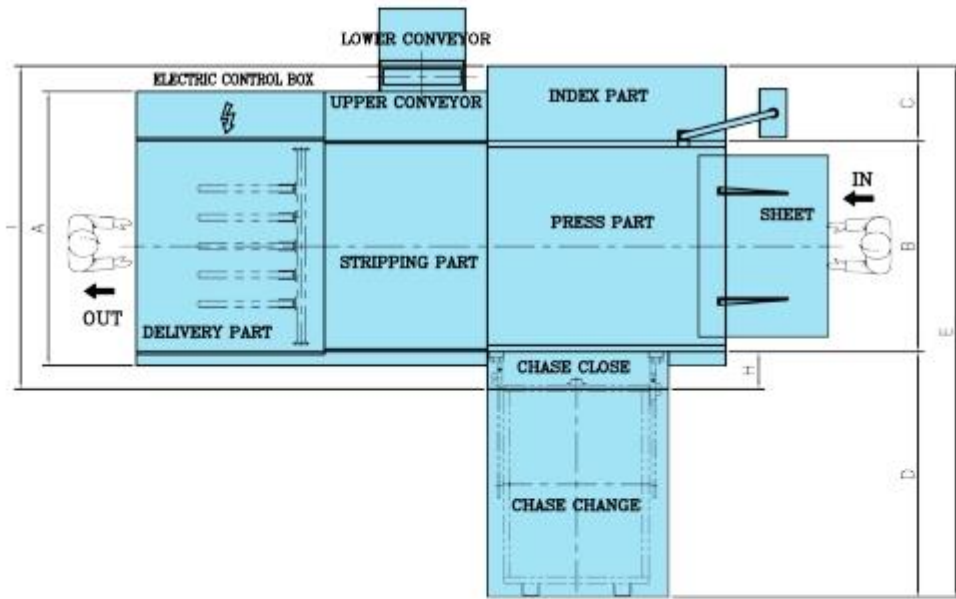 LOWER CONVEYOR
ELECTRIC CONTROL BOX
UPPER CONVEYOR
INDEX PART
C
IN
SHEET
PRESS PART
I
A
B
STRIPPING PART
OUT
DELIVERY PART
E
CHASE CLOSE
H
D
CHASE CHANGE